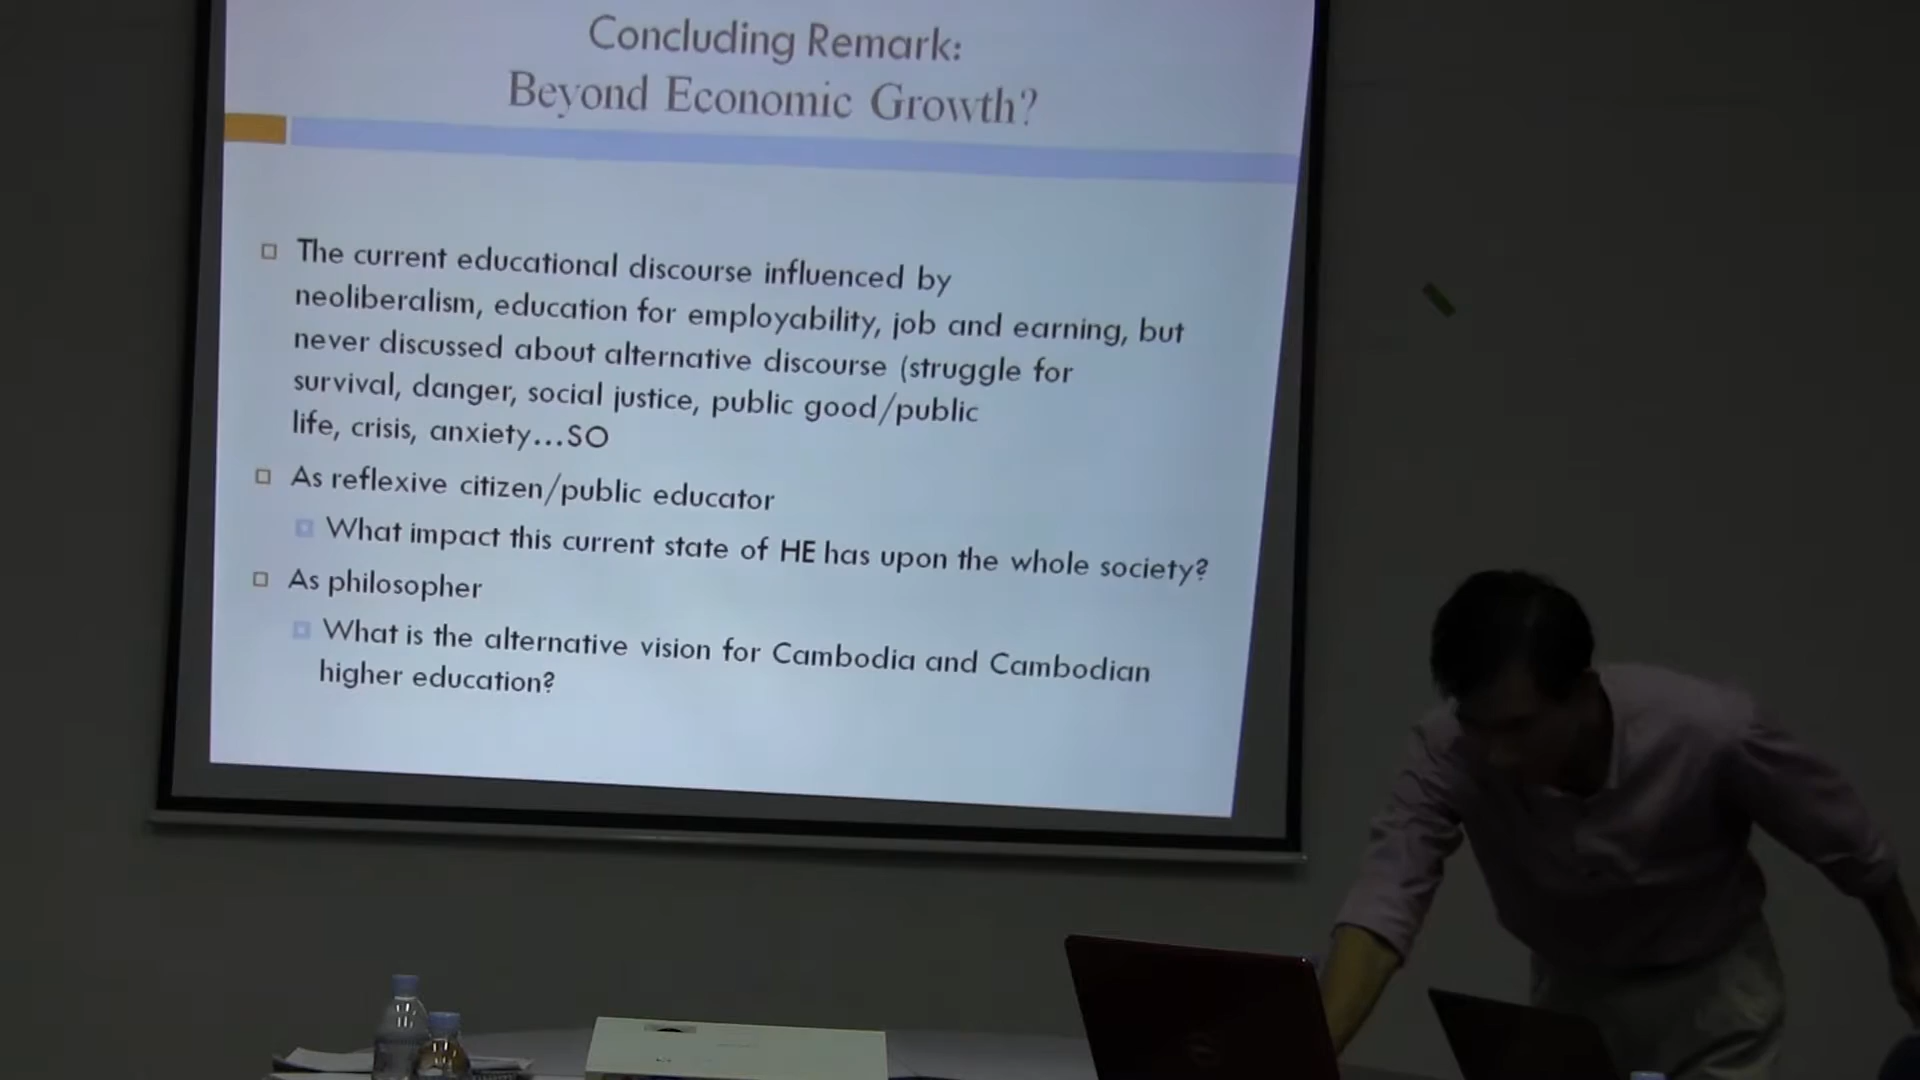 Concluding Remark:
Beyond Economic Growth?
The current educational discourse influenced by
neoliberalism, education for employability, job and earning, but
never discussed about alternative discourse (struggle for
survival, danger, social justice, public good/public
life, crisis, anxiety...SO
As reflexive citizen/public educator
What impact this current state of HE has upon the whole society?
As philosopher
What is the alternative vision for Cambodia and Cambodian
higher education?